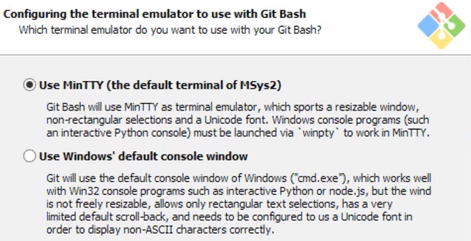 Configuring the terminal emulator to use with Git Bash
Which terminal emulator do you want to use with your Git Bash?
Use MinTTY (the default terminal of MSys2)
Git Bash will use MinTTY as terminal emulator, which sports a resizable window,
non-rectangular selections and a Unicode font. Windows console programs (such
an interactive Python console) must be launched via `winpty` to work in MinTTY.
Use Windows' default console window
Git will use the default console window of Windows ("cmd.exe"), which works well
with Win32 console programs such as interactive Python or node.js, but the wind
is not freely resizable, allows only rectangular text selections, has a very
limited default scroll-back, and needs to be configured to us a Unicode font in
order to display non-ASCII characters correctly.